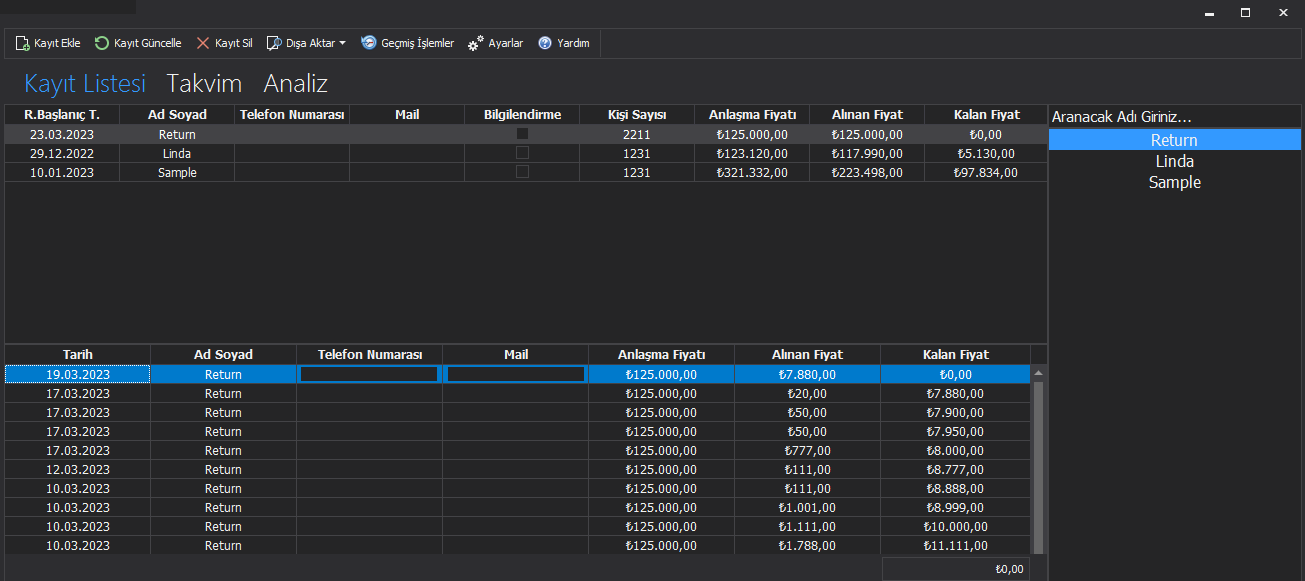 Kayıt Ekle Kayıt Güncelle Kayıt Sil Dışa Aktar Geçmiş İşlemler Ayarlar Yardım
Kayıt Listesi Takvim Analiz
R.Başlanıç T. Ad Soyad Telefon Numarası Mail Bilgilendirme Kişi Sayısı Anlaşma Fiyatı Alınan Fiyat Kalan Fiyat
23.03.2023 Return 2211 ₺125.000,00 ₺125.000,00 ₺0,00
29.12.2022 Linda 1231 ₺123.120,00 ₺117.990,00 ₺5.130,00
10.01.2023 Sample 1231 ₺321.332,00 ₺223.498,00 ₺97.834,00
Aranacak Adı Giriniz...
Return
Linda
Sample
Tarih Ad Soyad Telefon Numarası Mail Anlaşma Fiyatı Alınan Fiyat Kalan Fiyat
19.03.2023 Return ₺125.000,00 ₺7.880,00 ₺0,00
17.03.2023 Return ₺125.000,00 ₺20,00 ₺7.880,00
17.03.2023 Return ₺125.000,00 ₺50,00 ₺7.900,00
17.03.2023 Return ₺125.000,00 ₺50,00 ₺7.950,00
17.03.2023 Return ₺125.000,00 ₺777,00 ₺8.000,00
12.03.2023 Return ₺125.000,00 ₺111,00 ₺8.777,00
10.03.2023 Return ₺125.000,00 ₺111,00 ₺8.888,00
10.03.2023 Return ₺125.000,00 ₺1.001,00 ₺8.999,00
10.03.2023 Return ₺125.000,00 ₺1.111,00 ₺10.000,00
10.03.2023 Return ₺125.000,00 ₺1.788,00 ₺11.111,00
₺0,00